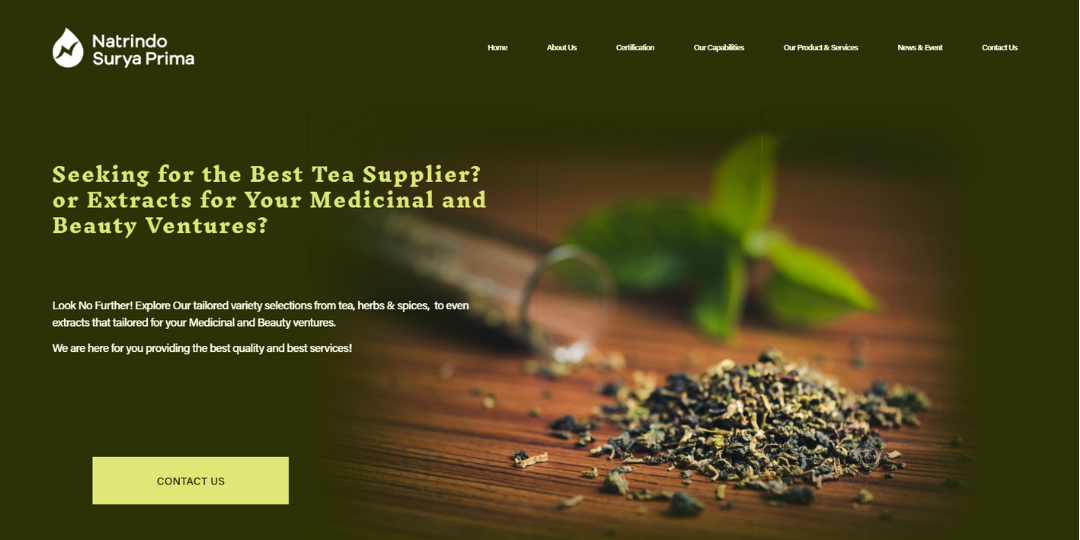 Natrindo
Surya Prima
Home
About Us
Certification
Our Capabilities
Our Product & Services
News & Event
Contact Us
Seeking for the Best Tea Supplier?
or Extracts for Your Medicinal and
Beauty Ventures?
Look No Further! Explore Our tailored variety selections from tea, herbs & spices, to even
extracts that tailored for your Medicinal and Beauty ventures.
We are here for you providing the best quality and best services!
CONTACT US